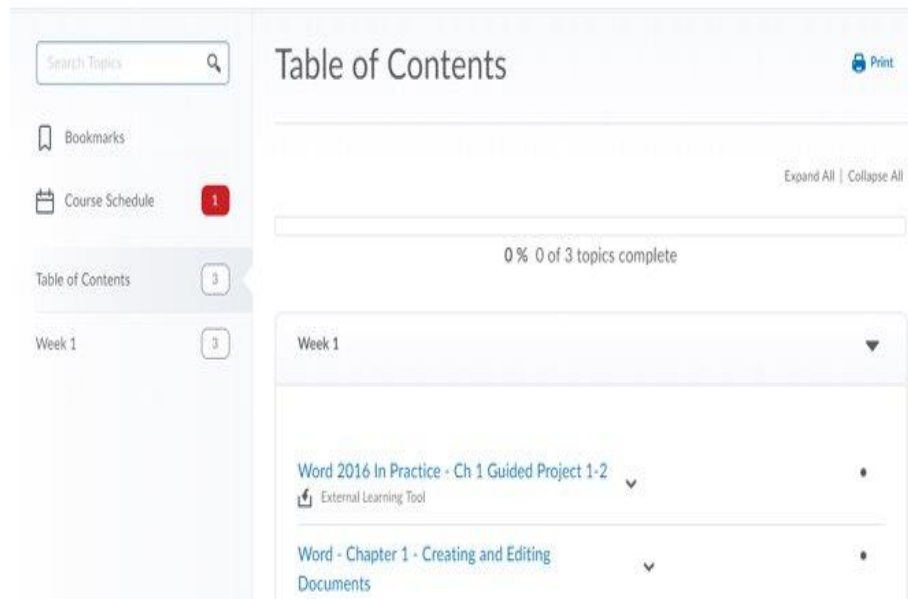 Search Topics
Bookmarks
Course Schedule
1
Table of Contents
3
Week 1
3
Table of Contents
Print
Expand All | Collapse All
0 % 0 of 3 topics complete
Week 1
Word 2016 In Practice - Ch 1 Guided Project 1-2
External Learning Tool
Word - Chapter 1 - Creating and Editing
Documents